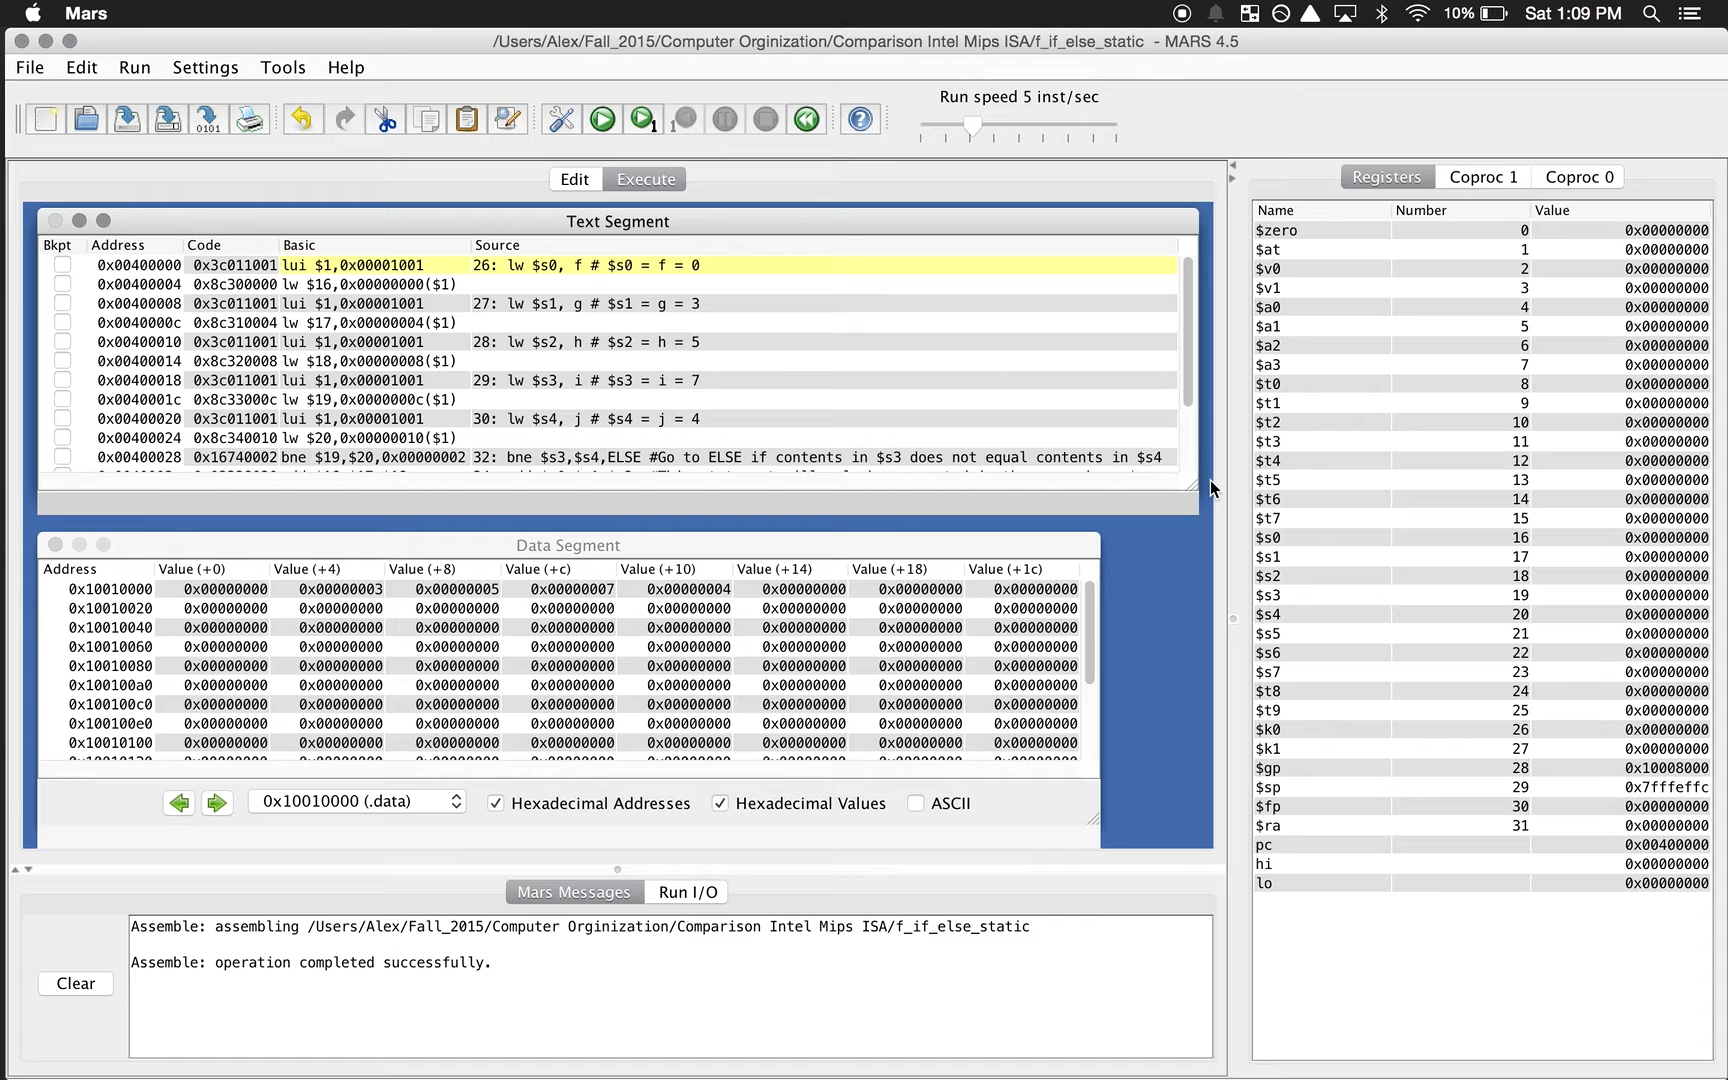 Mars 10% Sat 1:09 PM
/Users/Alex/Fall_2015/Computer Orginization/Comparison Intel Mips ISA/f_if_else_static - MARS 4.5
File Edit Run Settings Tools Help
Run speed 5 inst/sec
Edit Execute
Text Segment
Bkpt Address Code Basic Source
0x00400000 0x3c011001 lui $1,0x00001001 26: lw $s0, f # $s0 = f = 0
0x00400004 0x8c300000 lw $16,0x00000000($1)
0x00400008 0x3c011001 lui $1,0x00001001 27: lw $s1, g # $s1 = g = 3
0x0040000c 0x8c310004 lw $17,0x00000004($1)
0x00400010 0x3c011001 lui $1,0x00001001 28: lw $s2, h # $s2 = h = 5
0x00400014 0x8c320008 lw $18,0x00000008($1)
0x00400018 0x3c011001 lui $1,0x00001001 29: lw $s3, i # $s3 = i = 7
0x0040001c 0x8c33000c lw $19,0x0000000c($1)
0x00400020 0x3c011001 lui $1,0x00001001 30: lw $s4, j # $s4 = j = 4
0x00400024 0x8c340010 lw $20,0x00000010($1)
0x00400028 0x16740002 bne $19,$20,0x00000002 32: bne $s3,$s4,ELSE #Go to ELSE if contents in $s3 does not equal contents in $s4
Data Segment
Address Value (+0) Value (+4) Value (+8) Value (+c) Value (+10) Value (+14) Value (+18) Value (+1c)
0x10010000 0x00000000 0x00000003 0x00000005 0x00000007 0x00000004 0x00000000 0x00000000 0x00000000
0x10010020 0x00000000 0x00000000 0x00000000 0x00000000 0x00000000 0x00000000 0x00000000 0x00000000
0x10010040 0x00000000 0x00000000 0x00000000 0x00000000 0x00000000 0x00000000 0x00000000 0x00000000
0x10010060 0x00000000 0x00000000 0x00000000 0x00000000 0x00000000 0x00000000 0x00000000 0x00000000
0x10010080 0x00000000 0x00000000 0x00000000 0x00000000 0x00000000 0x00000000 0x00000000 0x00000000
0x100100a0 0x00000000 0x00000000 0x00000000 0x00000000 0x00000000 0x00000000 0x00000000 0x00000000
0x100100c0 0x00000000 0x00000000 0x00000000 0x00000000 0x00000000 0x00000000 0x00000000 0x00000000
0x100100e0 0x00000000 0x00000000 0x00000000 0x00000000 0x00000000 0x00000000 0x00000000 0x00000000
0x10010100 0x00000000 0x00000000 0x00000000 0x00000000 0x00000000 0x00000000 0x00000000 0x00000000
0x10010000 (.data) Hexadecimal Addresses Hexadecimal Values ASCII
Mars Messages Run I/O
Assemble: assembling /Users/Alex/Fall_2015/Computer Orginization/Comparison Intel Mips ISA/f_if_else_static
Assemble: operation completed successfully.
Clear
Registers Coproc 1 Coproc 0
Name Number Value
$zero 0 0x00000000
$at 1 0x00000000
$v0 2 0x00000000
$v1 3 0x00000000
$a0 4 0x00000000
$a1 5 0x00000000
$a2 6 0x00000000
$a3 7 0x00000000
$t0 8 0x00000000
$t1 9 0x00000000
$t2 10 0x00000000
$t3 11 0x00000000
$t4 12 0x00000000
$t5 13 0x00000000
$t6 14 0x00000000
$t7 15 0x00000000
$s0 16 0x00000000
$s1 17 0x00000000
$s2 18 0x00000000
$s3 19 0x00000000
$s4 20 0x00000000
$s5 21 0x00000000
$s6 22 0x00000000
$s7 23 0x00000000
$t8 24 0x00000000
$t9 25 0x00000000
$k0 26 0x00000000
$k1 27 0x00000000
$gp 28 0x10008000
$sp 29 0x7fffeffc
$fp 30 0x00000000
$ra 31 0x00000000
pc 0x00400000
hi 0x00000000
lo 0x00000000